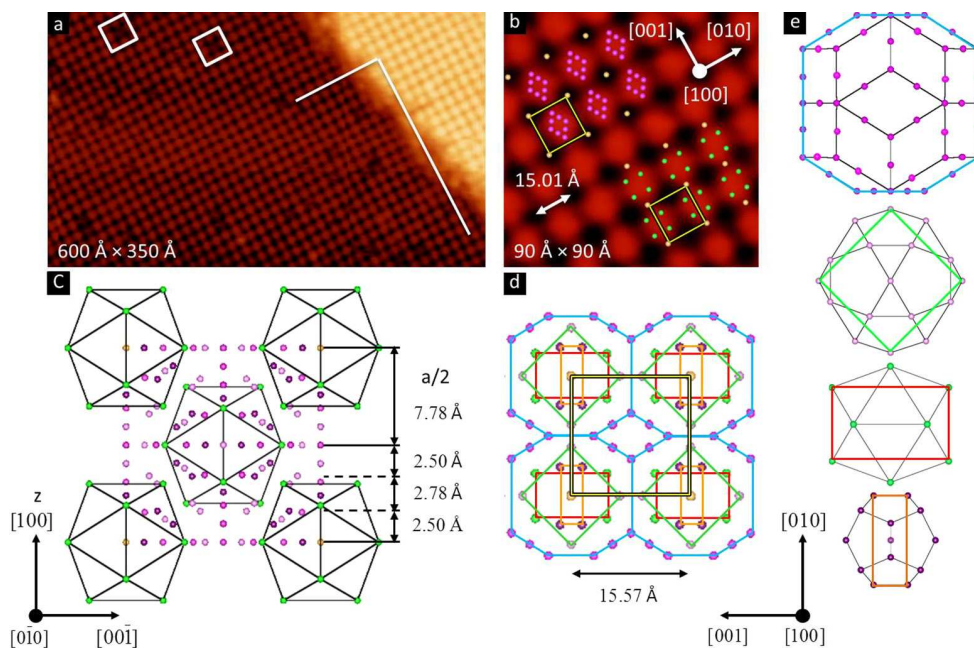 a
600 Å × 350 Å
b
[001]
[010]
[100]
15.01 Å
90 Å × 90 Å
e
c
a/2
7.78 Å
2.50 Å
2.78 Å
2.50 Å
z
[100]
[01̅0]
[001̅]
d
15.57 Å
[010]
[001]
[100]